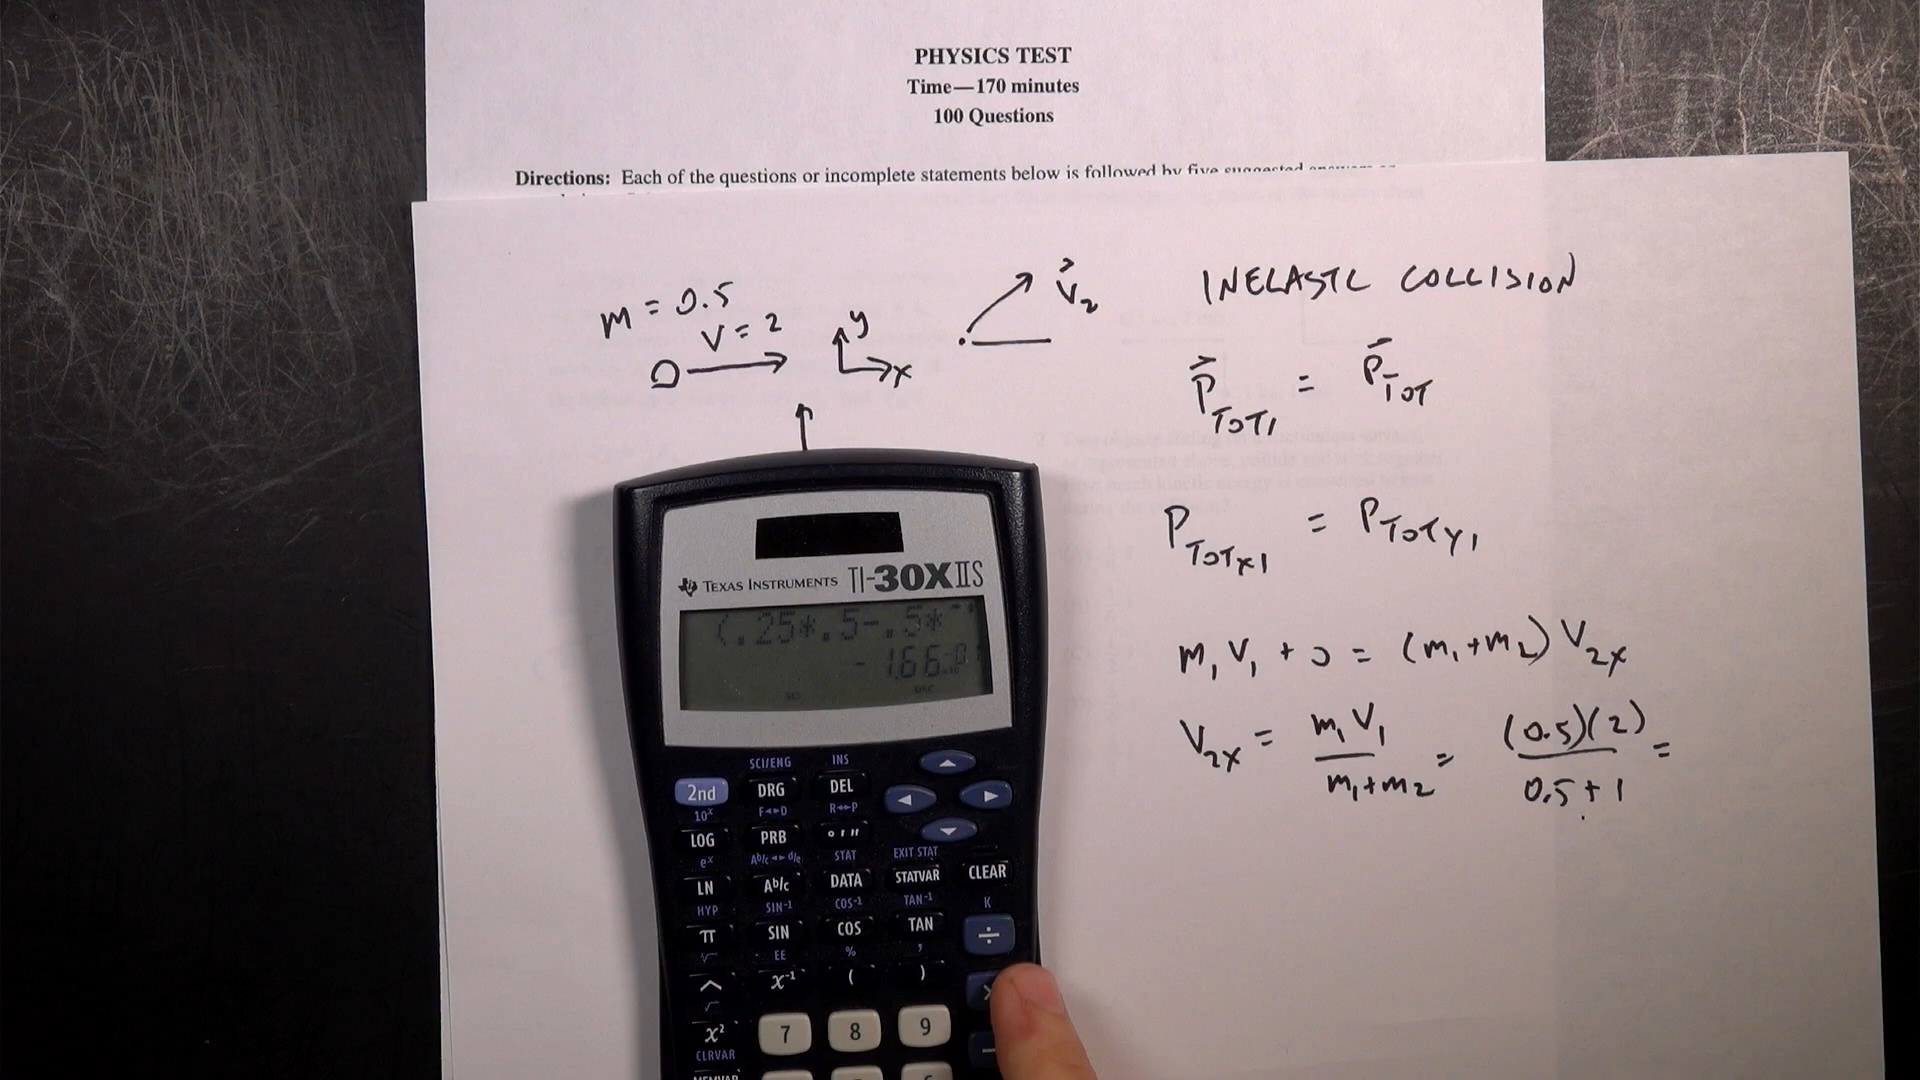 PHYSICS TEST
Time—170 minutes
100 Questions
Directions: Each of the questions or incomplete statements below is followed by five suggested
m = 0.5
V = 2
y
x
V₂
INELASTC COLLISION
P TOT1 = P TOT
P TOTX1 = P TOTY1
m₁V₁ + 0 = (m₁+m₂) V₂ₓ
V₂ₓ = m₁V₁ / m₁+m₂ = (0.5)(2) / 0.5+1 =
TEXAS INSTRUMENTS TI-30X IIS
(.25*.5-.5*
SCI/ENG INS
2nd DRG DEL
10ˣ F◄►D R◄►P
LOG PRB ° ' "
eˣ Ab/c◄►d/e STAT EXIT STAT
LN Ab/c DATA STATVAR CLEAR
HYP SIN⁻¹ COS⁻¹ TAN⁻¹ K
π SIN COS TAN ÷
EE % ,
^ x⁻¹ ( ) ×
√
x² 7 8 9 −
CLRVAR